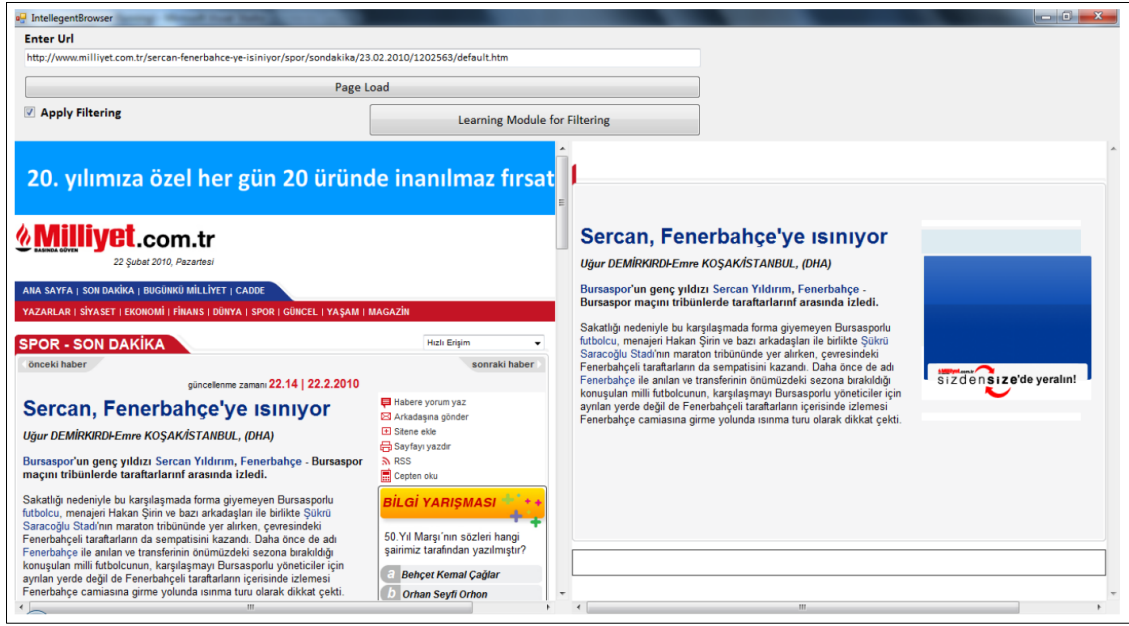 IntellegentBrowser
Enter Url
http://www.milliyet.com.tr/sercan-fenerbahce-ye-isiniyor/spor/sondakika/23.02.2010/1202563/default.htm
Page Load
Apply Filtering
Learning Module for Filtering
20. yılımıza özel her gün 20 üründe inanılmaz fırsat
Milliyet.com.tr
BASINDA GÜVEN
22 Şubat 2010, Pazartesi
ANA SAYFA | SON DAKİKA | BUGÜNKÜ MİLLİYET | CADDE
YAZARLAR | SİYASET | EKONOMİ | FİNANS | DÜNYA | SPOR | GÜNCEL | YAŞAM | MAGAZİN
SPOR - SON DAKİKA
Hızlı Erişim
önceki haber
sonraki haber
güncellenme zamanı 22.14 | 22.2.2010
Sercan, Fenerbahçe'ye ısınıyor
Uğur DEMİRKIRDI-Emre KOŞAK/İSTANBUL, (DHA)
Bursaspor'un genç yıldızı Sercan Yıldırım, Fenerbahçe - Bursaspor
maçını tribünlerde taraftarlarınf arasında izledi.
Sakatlığı nedeniyle bu karşılaşmada forma giyemeyen Bursasporlu
futbolcu, menajeri Hakan Şirin ve bazı arkadaşları ile birlikte Şükrü
Saracoğlu Stadı'nın maraton tribününde yer alırken, çevresindeki
Fenerbahçeli taraftarların da sempatisini kazandı. Daha önce de adı
Fenerbahçe ile anılan ve transferinin önümüzdeki sezona bırakıldığı
konuşulan milli futbolcunun, karşılaşmayı Bursasporlu yöneticiler için
ayrılan yerde değil de Fenerbahçeli taraftarların içerisinde izlemesi
Fenerbahçe camiasına girme yolunda ısınma turu olarak dikkat çekti.
Habere yorum yaz
Arkadaşına gönder
Sitene ekle
Sayfayı yazdır
RSS
Cepten oku
BİLGİ YARIŞMASI
50.Yıl Marşı'nın sözleri hangi
şairimiz tarafından yazılmıştır?
a Behçet Kemal Çağlar
b Orhan Seyfi Orhon
Sercan, Fenerbahçe'ye ısınıyor
Uğur DEMİRKIRDI-Emre KOŞAK/İSTANBUL, (DHA)
Bursaspor'un genç yıldızı Sercan Yıldırım, Fenerbahçe -
Bursaspor maçını tribünlerde taraftarlarınf arasında izledi.
Sakatlığı nedeniyle bu karşılaşmada forma giyemeyen Bursasporlu
futbolcu, menajeri Hakan Şirin ve bazı arkadaşları ile birlikte Şükrü
Saracoğlu Stadı'nın maraton tribününde yer alırken, çevresindeki
Fenerbahçeli taraftarların da sempatisini kazandı. Daha önce de adı
Fenerbahçe ile anılan ve transferinin önümüzdeki sezona bırakıldığı
konuşulan milli futbolcunun, karşılaşmayı Bursasporlu yöneticiler için
ayrılan yerde değil de Fenerbahçeli taraftarların içerisinde izlemesi
Fenerbahçe camiasına girme yolunda ısınma turu olarak dikkat çekti.
sizdensize'de yeralın!